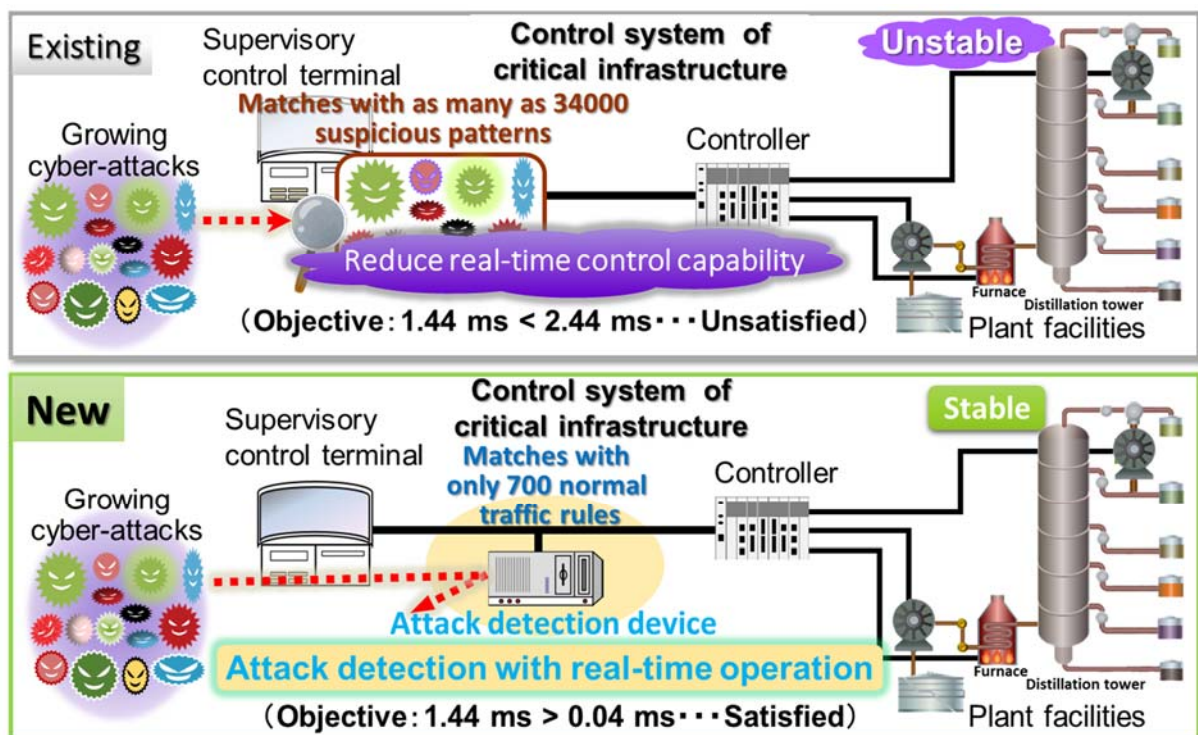 Existing
Supervisory
control terminal
Control system of
critical infrastructure
Unstable
Matches with as many as 34000
suspicious patterns
Growing
cyber-attacks
Controller
Reduce real-time control capability
Furnace
Distillation tower
Plant facilities
（Objective：1.44 ms < 2.44 ms･･･Unsatisfied）
New
Supervisory
control terminal
Control system of
critical infrastructure
Stable
Matches with
only 700 normal
traffic rules
Growing
cyber-attacks
Controller
Attack detection device
Attack detection with real-time operation
Furnace
Distillation tower
Plant facilities
（Objective：1.44 ms > 0.04 ms･･･Satisfied）